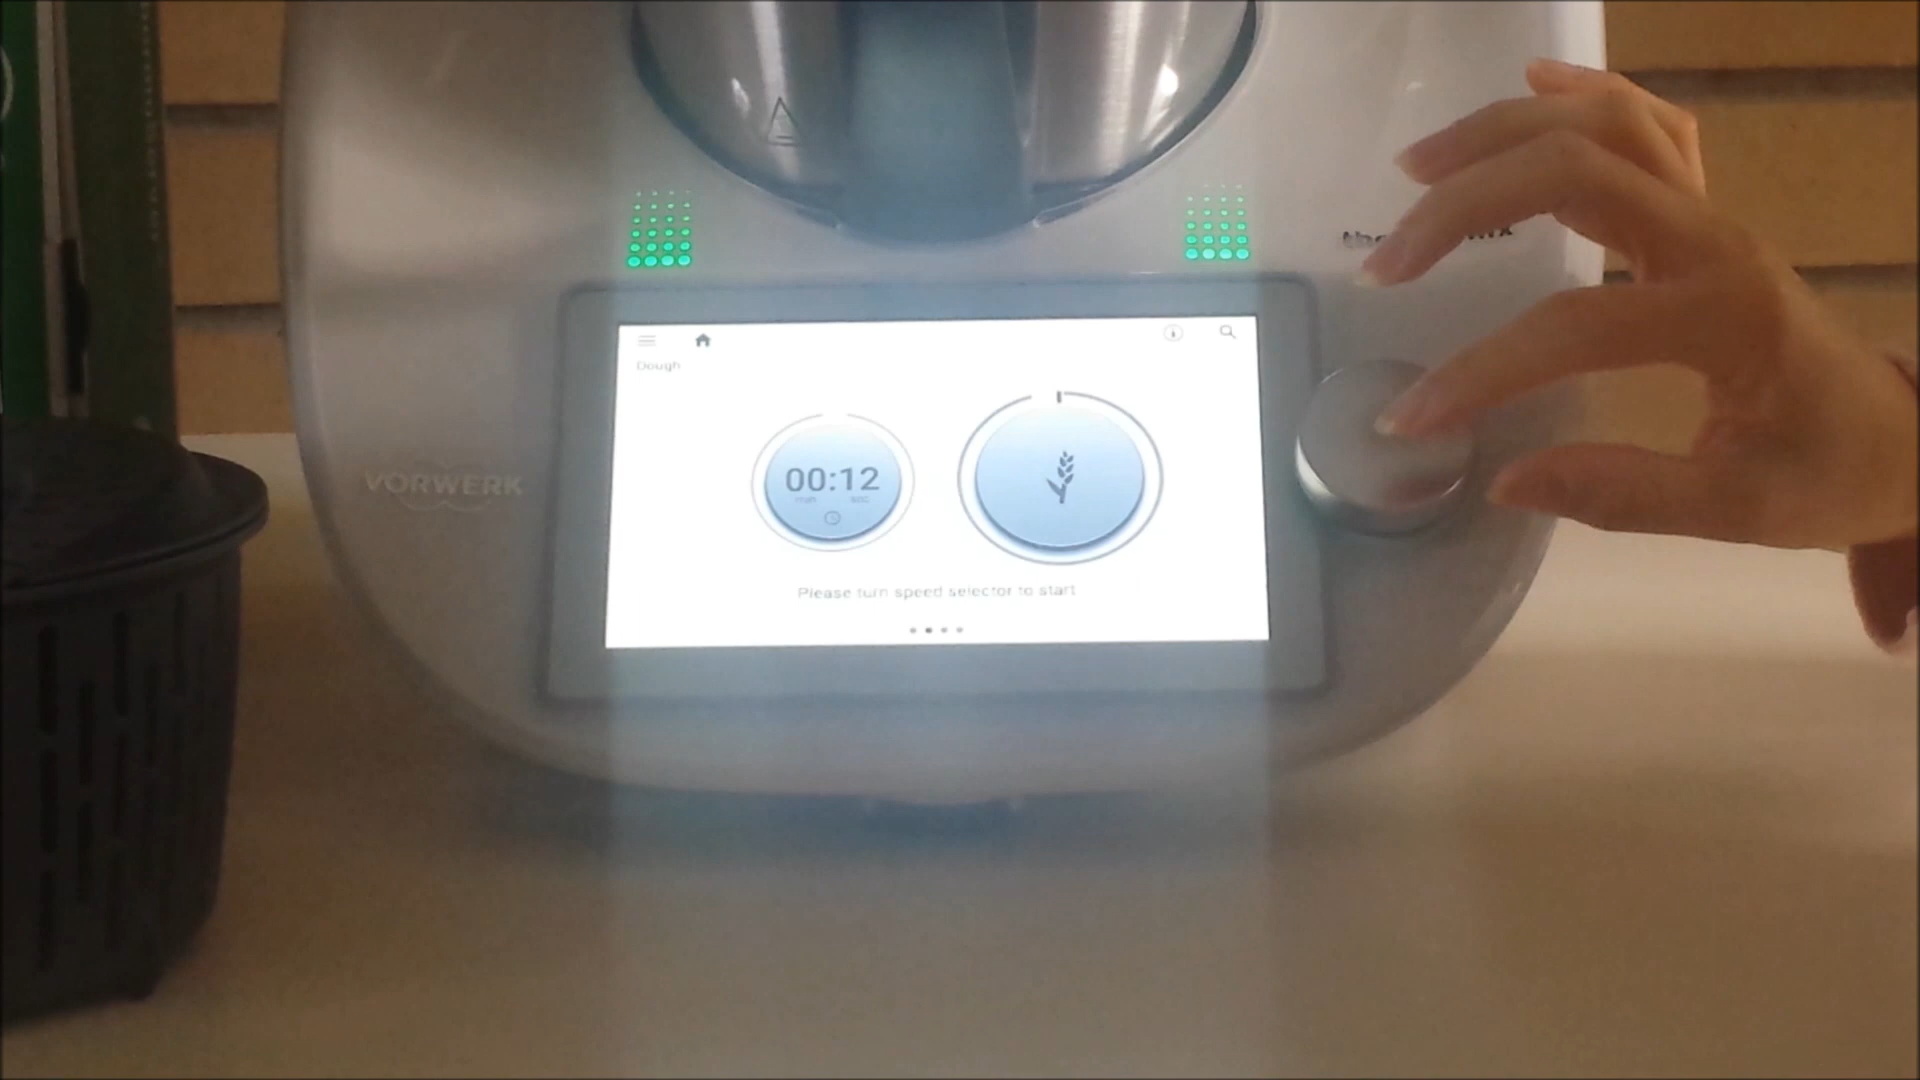 Dough
00:12
min sec
Please turn speed selector to start
VORWERK